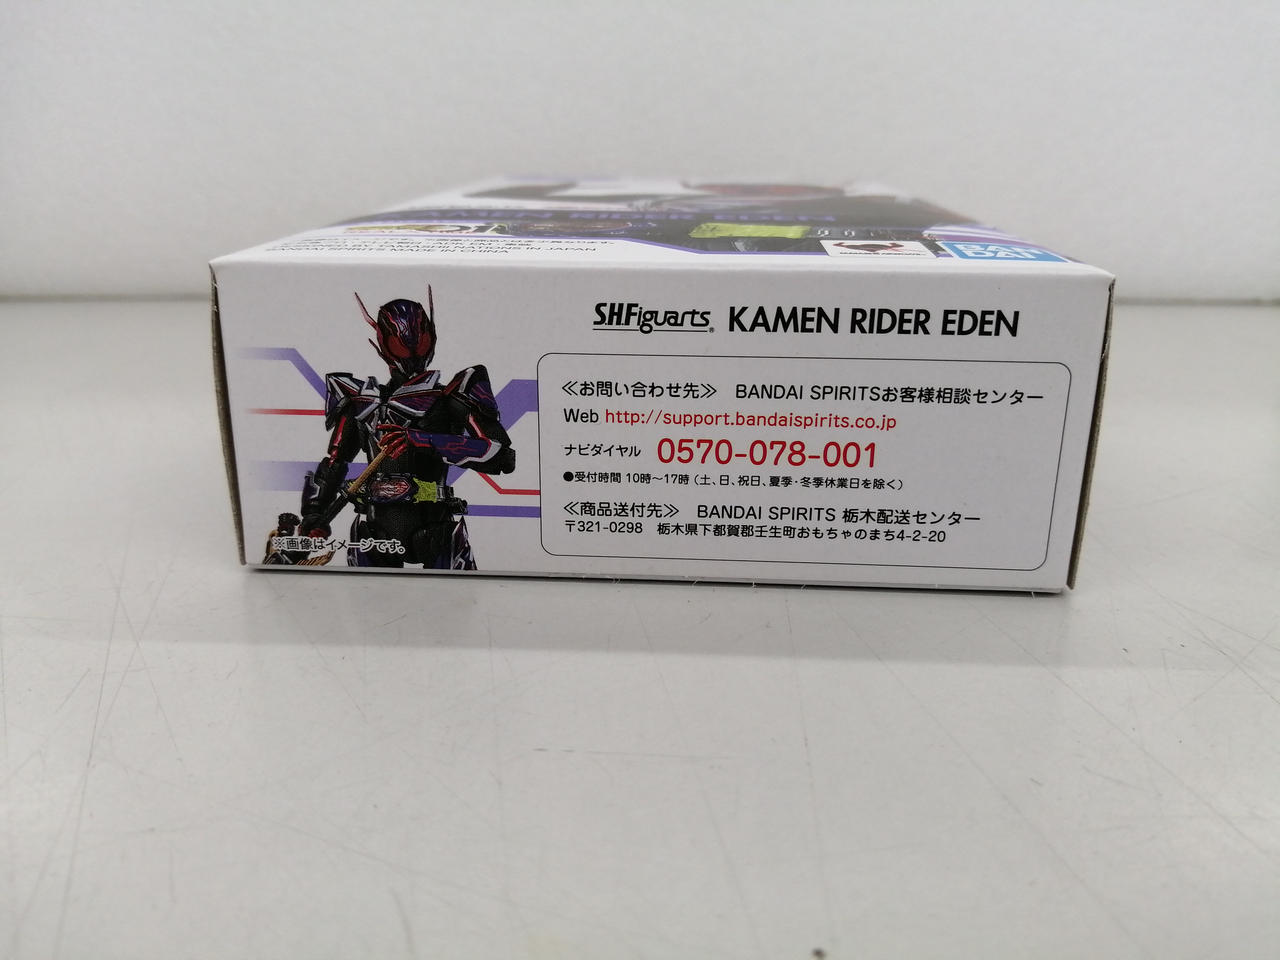 KAMEN RIDER EDEN
BANDAI
S.H.Figuarts® KAMEN RIDER EDEN
≪お問い合わせ先≫ BANDAI SPIRITSお客様相談センター
Web http://support.bandaispirits.co.jp
ナビダイヤル 0570-078-001
●受付時間 10時〜17時(土、日、祝日、夏季・冬季休業日を除く)
≪商品送付先≫ BANDAI SPIRITS 栃木配送センター
〒321-0298 栃木県下都賀郡壬生町おもちゃのまち4-2-20
※画像はイメージです。